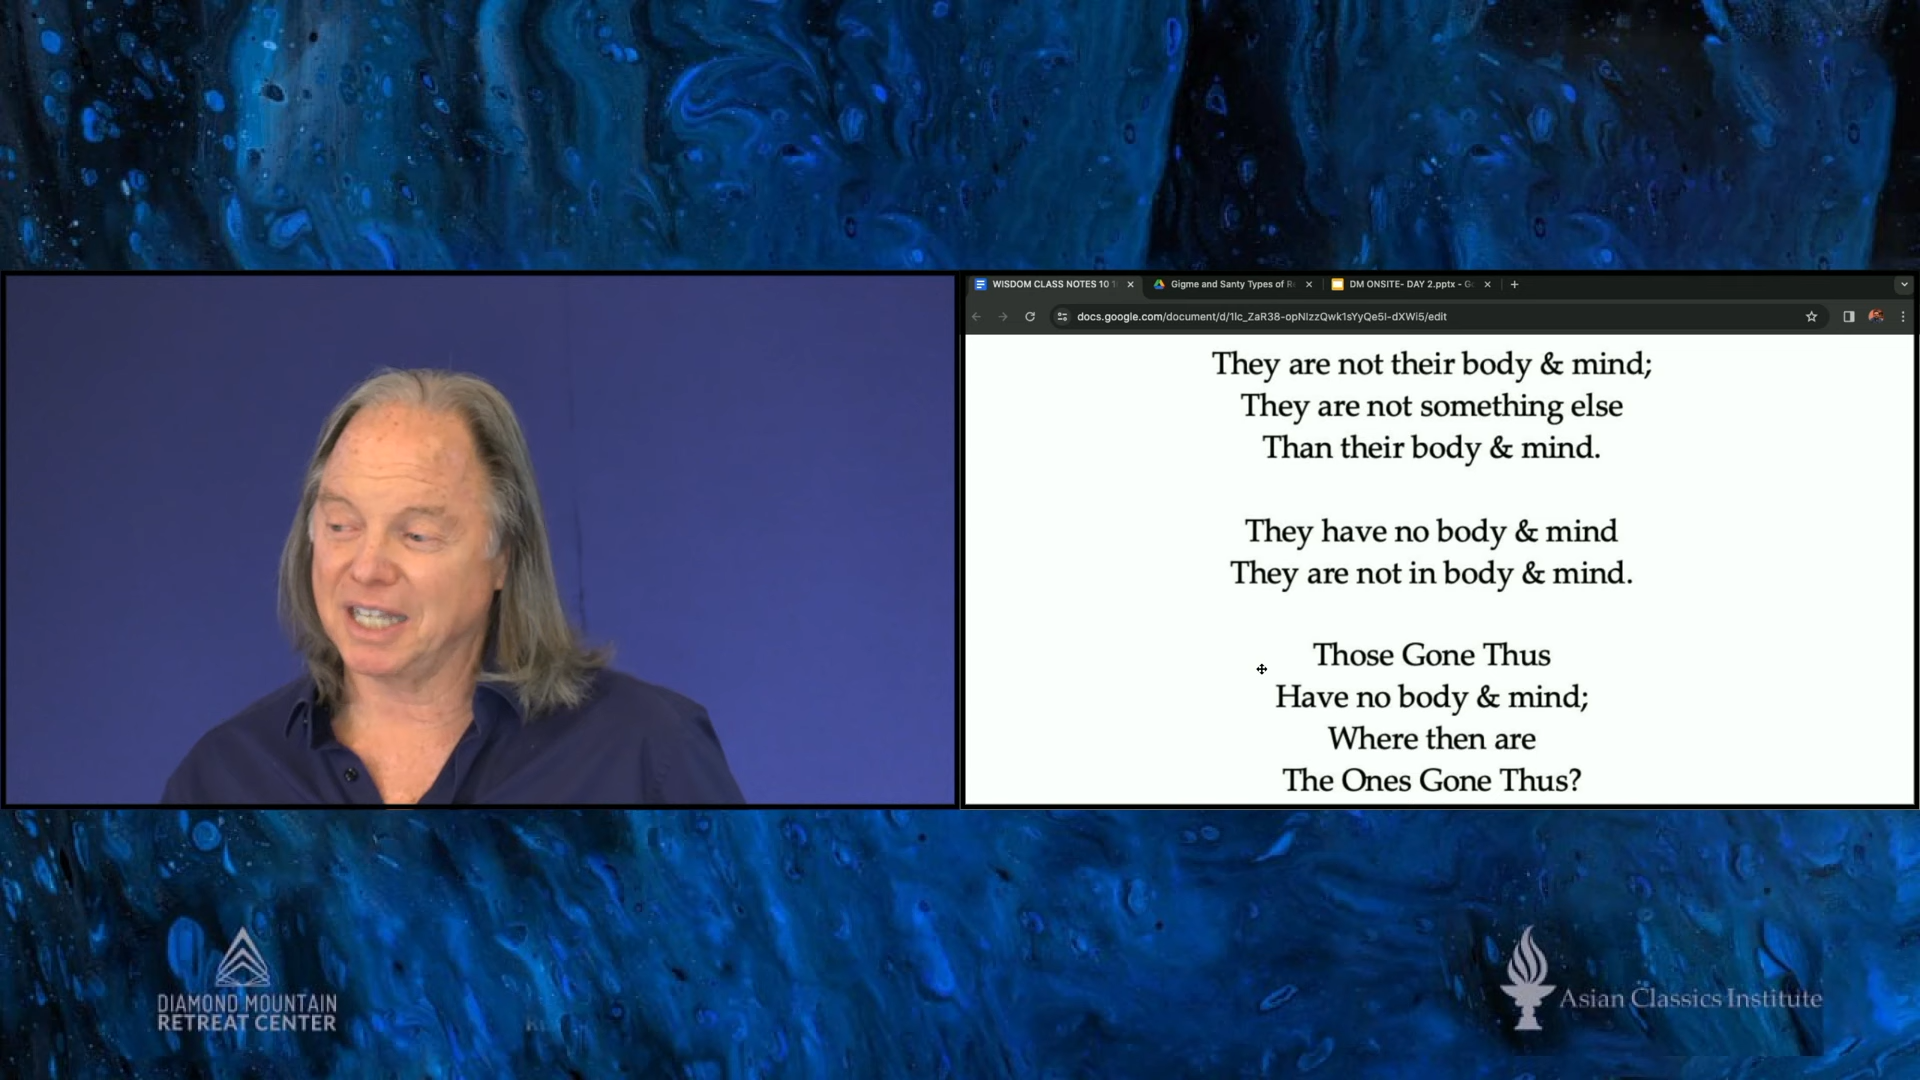 WISDOM CLASS NOTES 10
Gigme and Santy Types of R
DM ONSITE- DAY 2.pptx - G
They are not their body & mind;
They are not something else
Than their body & mind.
They have no body & mind
They are not in body & mind.
Those Gone Thus
Have no body & mind;
Where then are
The Ones Gone Thus?
DIAMOND MOUNTAIN
RETREAT CENTER
Asian Classics Institute